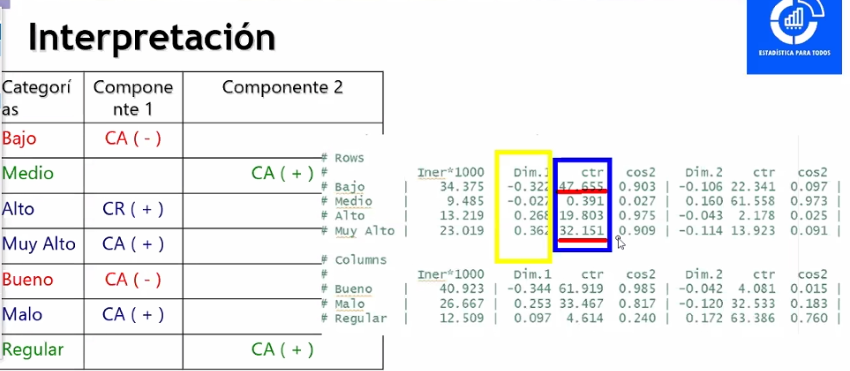 Interpretación
ESTADÍSTICA PARA TODOS
Categorí
as
Compone
nte 1
Componente 2
Bajo CA ( - )
Medio CA ( + )
Alto CR ( + )
Muy Alto CA ( + )
Bueno CA ( - )
Malo CA ( + )
Regular CA ( + )
# Rows
# Iner*1000 Dim.1 ctr cos2 Dim.2 ctr cos2
# Bajo | 34.375 -0.322 47.655 0.903 | -0.106 22.341 0.097 |
# Medio | 9.485 -0.027 0.391 0.027 | 0.160 61.558 0.973 |
# Alto | 13.219 0.268 19.803 0.975 | -0.043 2.178 0.025 |
# Muy Alto | 23.019 0.362 32.151 0.909 | -0.114 13.923 0.091 |
# Columns
# Iner*1000 Dim.1 ctr cos2 Dim.2 ctr cos2
# Bueno | 40.923 | -0.344 61.919 0.985 | -0.042 4.081 0.015 |
# Malo | 26.667 | 0.253 33.467 0.817 | -0.120 32.533 0.183 |
# Regular | 12.509 | 0.097 4.614 0.240 | 0.172 63.386 0.760 |